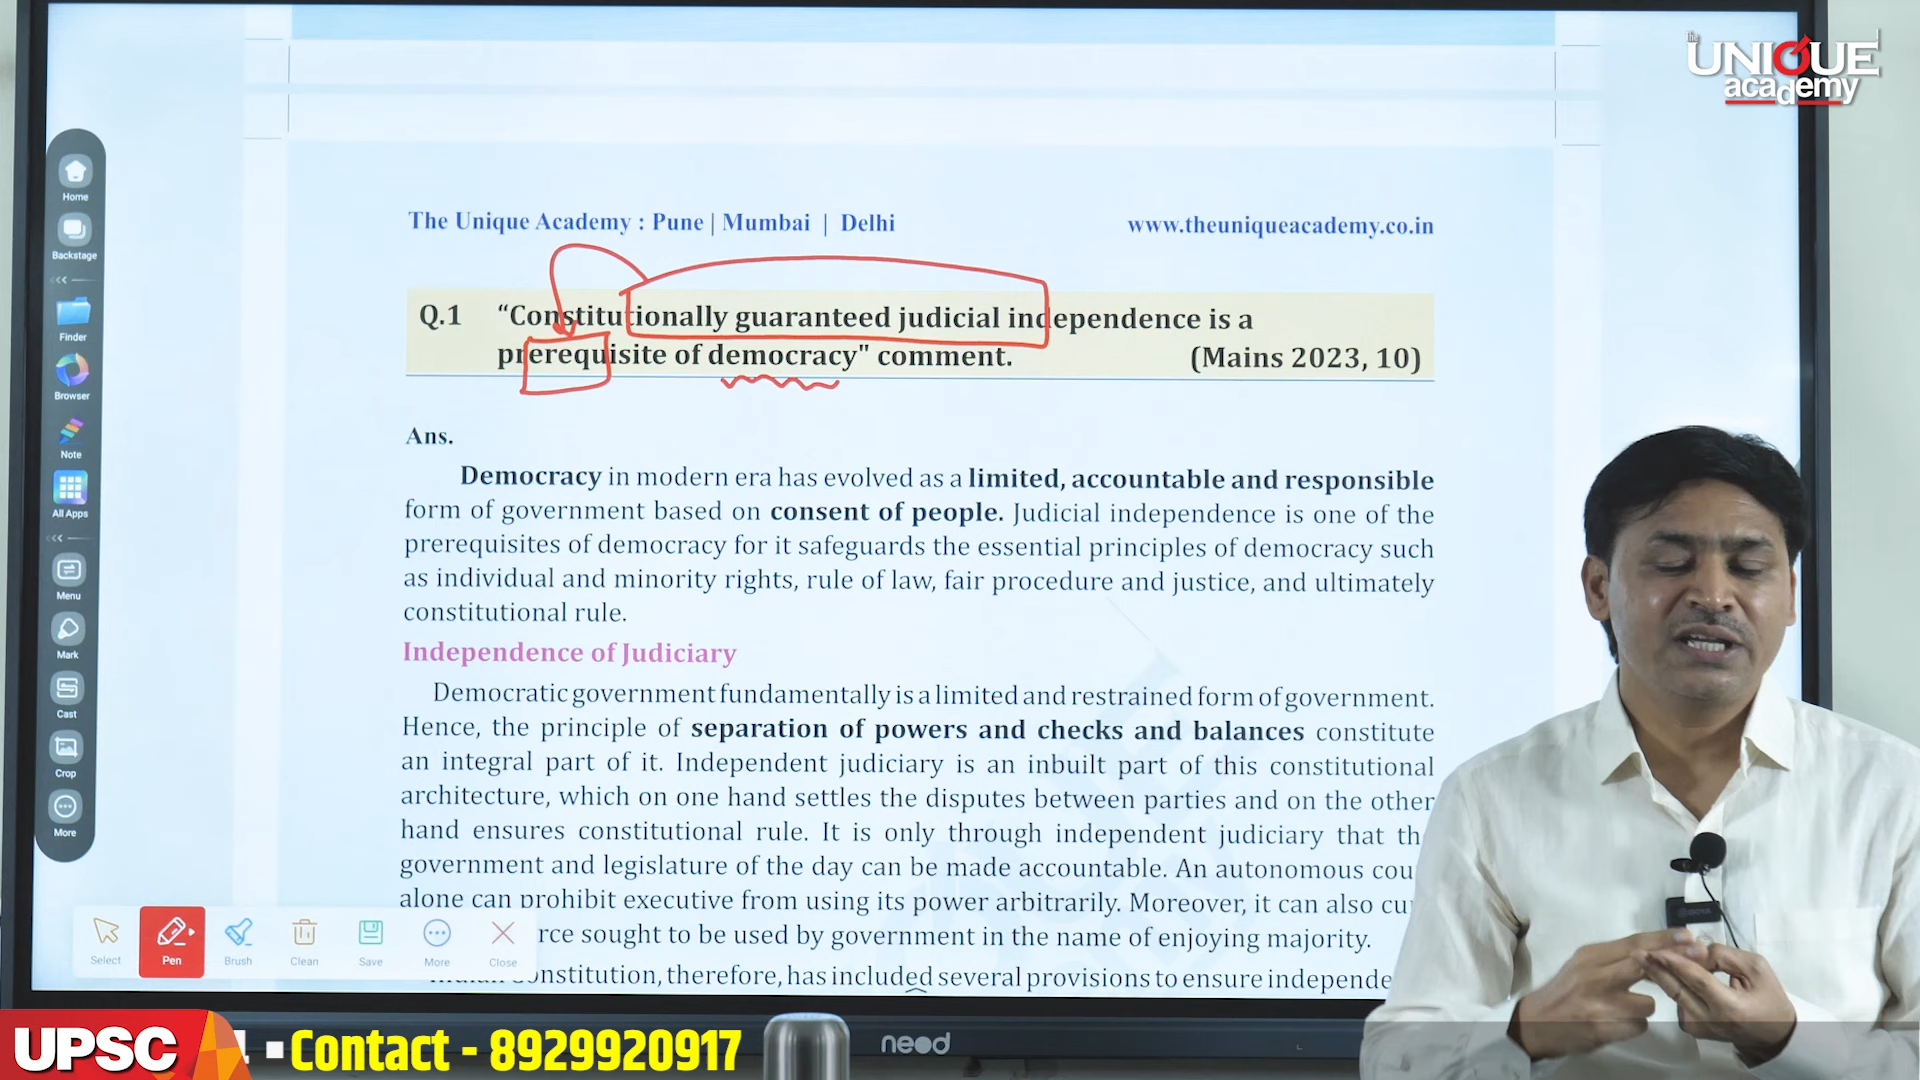 The
UNIQUE
academy
Home
Backstage
Finder
Browser
Note
All Apps
Menu
Mark
Cast
Crop
More
The Unique Academy : Pune | Mumbai | Delhi
www.theuniqueacademy.co.in
Q.1 “Constitutionally guaranteed judicial independence is a
prerequisite of democracy" comment. (Mains 2023, 10)
Ans.
Democracy in modern era has evolved as a limited, accountable and responsible
form of government based on consent of people. Judicial independence is one of the
prerequisites of democracy for it safeguards the essential principles of democracy such
as individual and minority rights, rule of law, fair procedure and justice, and ultimately
constitutional rule.
Independence of Judiciary
Democratic government fundamentally is a limited and restrained form of government.
Hence, the principle of separation of powers and checks and balances constitute
an integral part of it. Independent judiciary is an inbuilt part of this constitutional
architecture, which on one hand settles the disputes between parties and on the other
hand ensures constitutional rule. It is only through independent judiciary that th
government and legislature of the day can be made accountable. An autonomous cou
alone can prohibit executive from using its power arbitrarily. Moreover, it can also cu
rce sought to be used by government in the name of enjoying majority.
onstitution, therefore, has included several provisions to ensure independe
Select
Pen
Brush
Clean
Save
More
Close
neod
UPSC
Contact - 8929920917